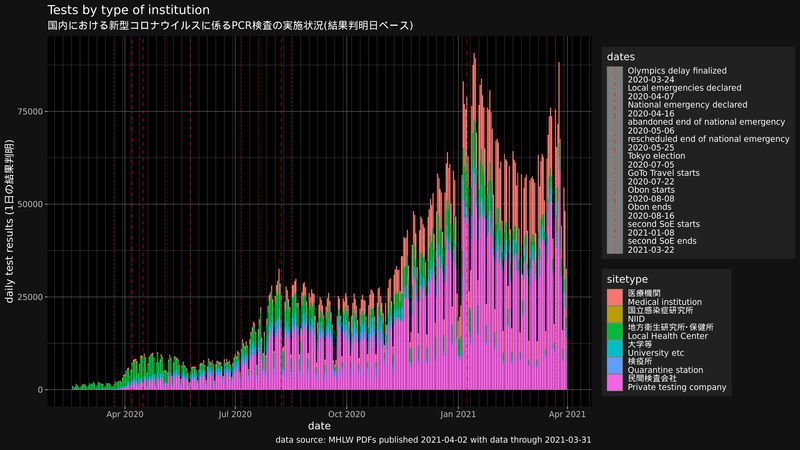 Tests by type of institution
国内における新型コロナウイルスに係るPCR検査の実施状況(結果判明日ベース)
daily test results (1日の結果判明)
75000
50000
25000
0
Apr 2020
Jul 2020
Oct 2020
Jan 2021
Apr 2021
date
data source: MHLW PDFs published 2021-04-02 with data through 2021-03-31
dates
Olympics delay finalized
2020-03-24
Local emergencies declared
2020-04-07
National emergency declared
2020-04-16
abandoned end of national emergency
2020-05-06
rescheduled end of national emergency
2020-05-25
Tokyo election
2020-07-05
GoTo Travel starts
2020-07-22
Obon starts
2020-08-08
Obon ends
2020-08-16
second SoE starts
2021-01-08
second SoE ends
2021-03-22
sitetype
医療機関
Medical institution
国立感染症研究所
NIID
地方衛生研究所･保健所
Local Health Center
大学等
University etc
検疫所
Quarantine station
民間検査会社
Private testing company